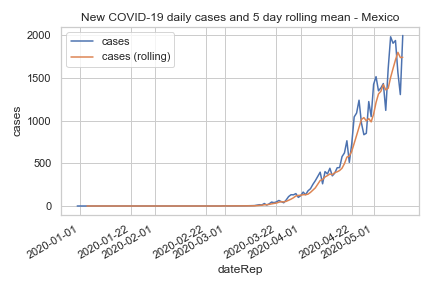 New COVID-19 daily cases and 5 day rolling mean - Mexico
cases
cases (rolling)
2000
1500
1000
500
0
cases
2020-01-01
2020-01-22
2020-02-01
2020-02-22
2020-03-01
2020-03-22
2020-04-01
2020-04-22
2020-05-01
dateRep